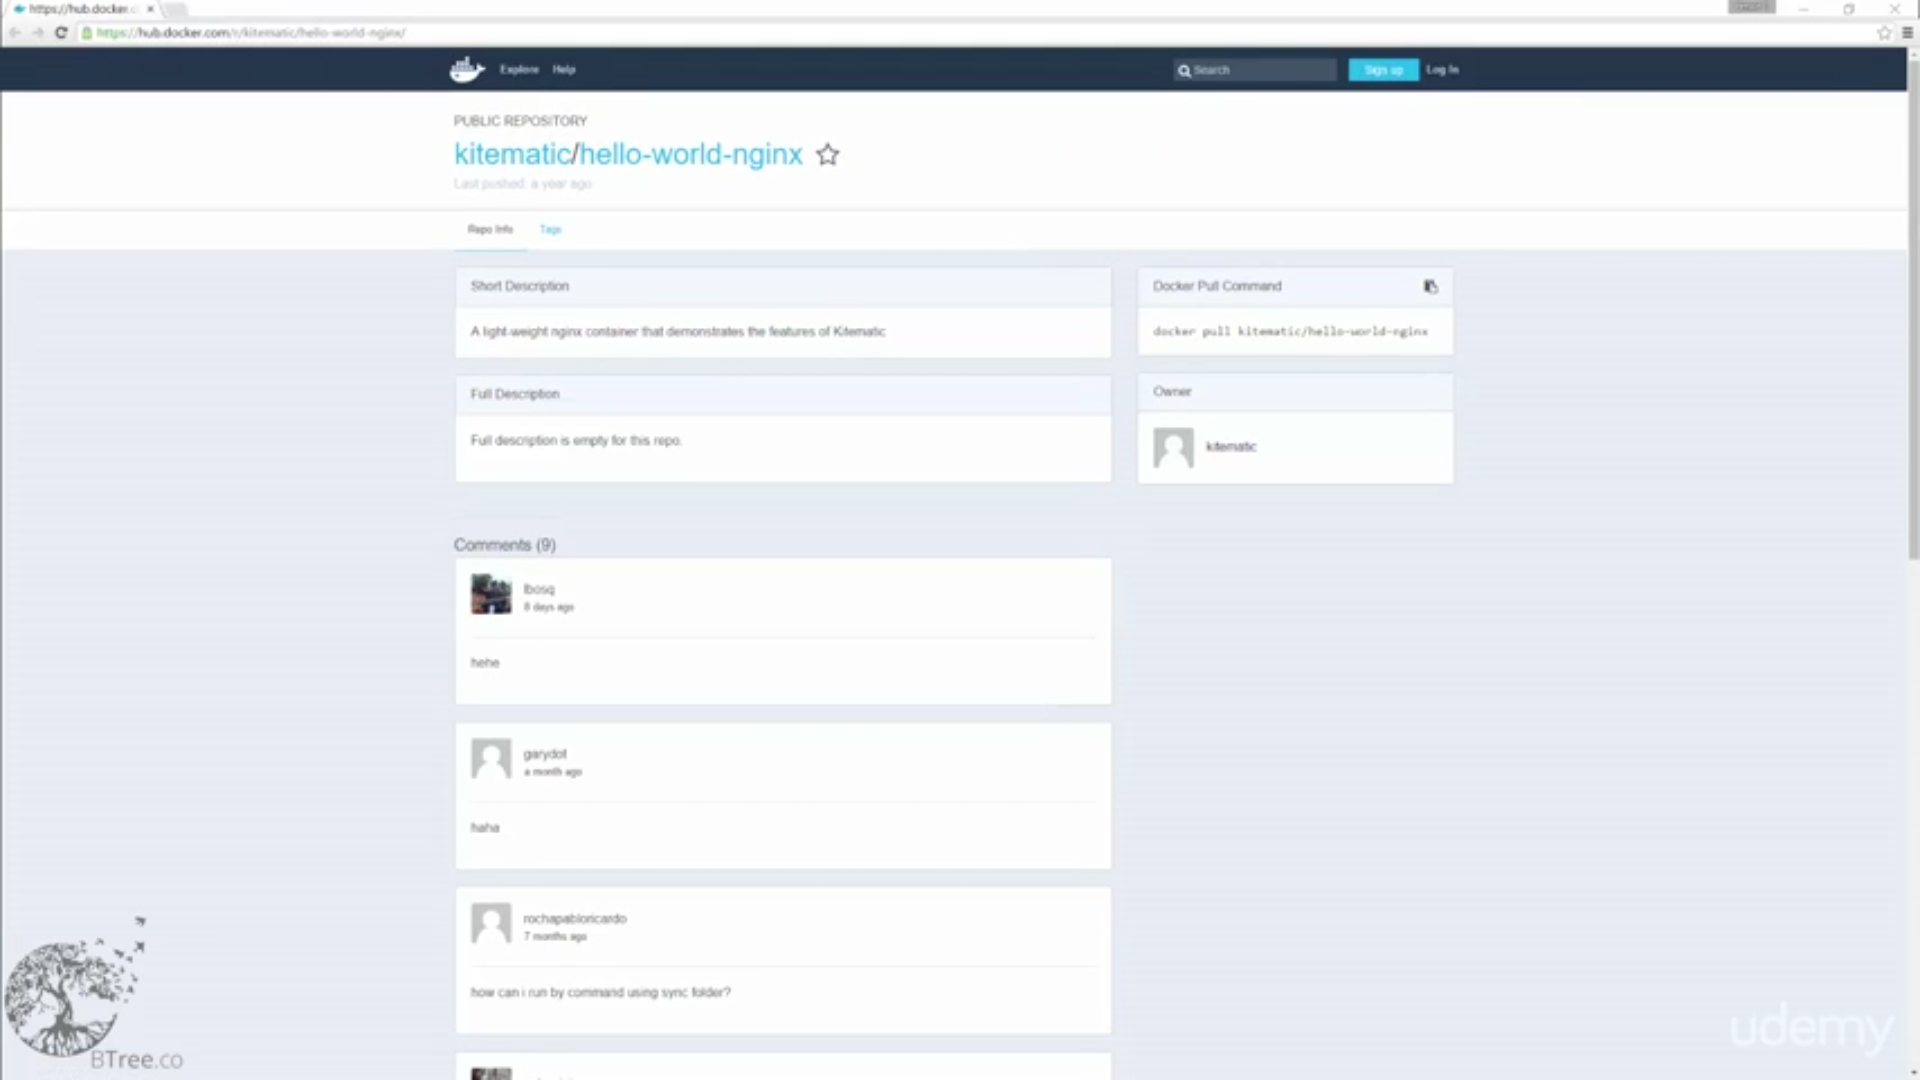 https://hub.docker.c
https://hub.docker.com/r/kitematic/hello-world-nginx/
Explore Help
Search
Sign up
Log In
PUBLIC REPOSITORY
kitematic/hello-world-nginx
Last pushed: a year ago
Repo Info Tags
Short Description
A light-weight nginx container that demonstrates the features of Kitematic
Docker Pull Command
docker pull kitematic/hello-world-nginx
Full Description
Full description is empty for this repo.
Owner
kitematic
Comments (9)
lbosq
8 days ago
hehe
garydot
a month ago
haha
rochapabloricardo
7 months ago
how can i run by command using sync folder?
BTree.co
udemy